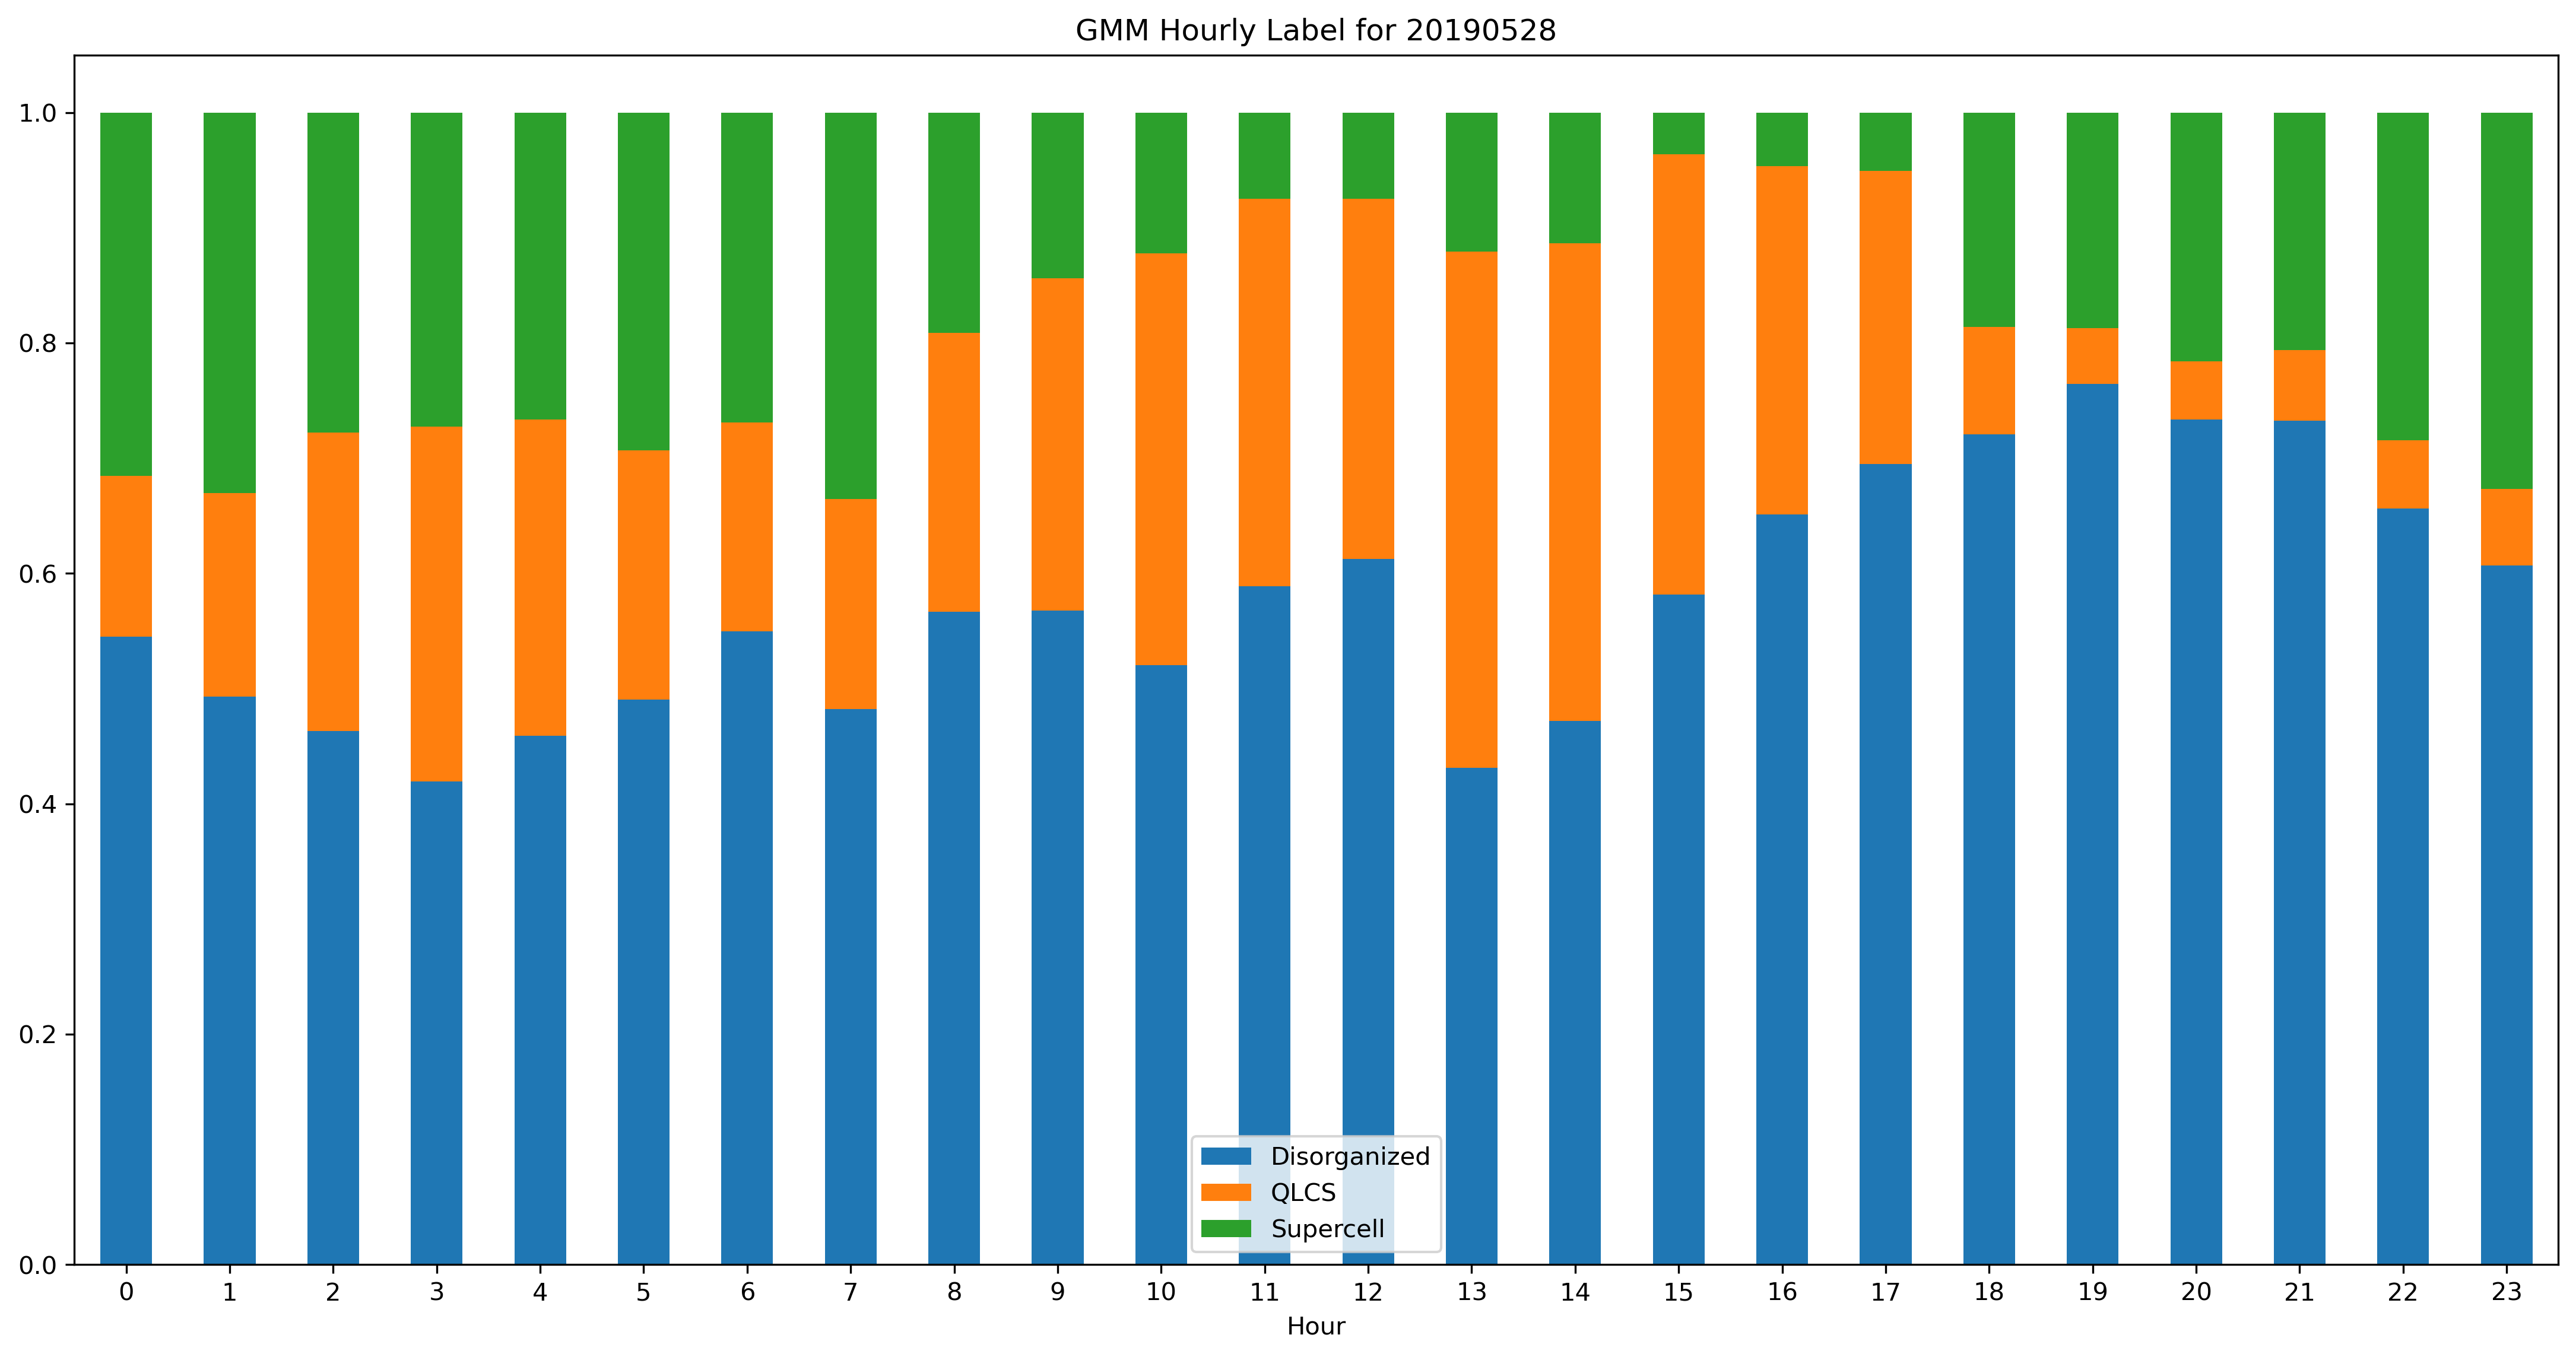 GMM Hourly Label for 20190528
1.0
0.8
0.6
0.4
0.2
0.0
Disorganized
QLCS
Supercell
0 1 2 3 4 5 6 7 8 9 10 11 12 13 14 15 16 17 18 19 20 21 22 23
Hour